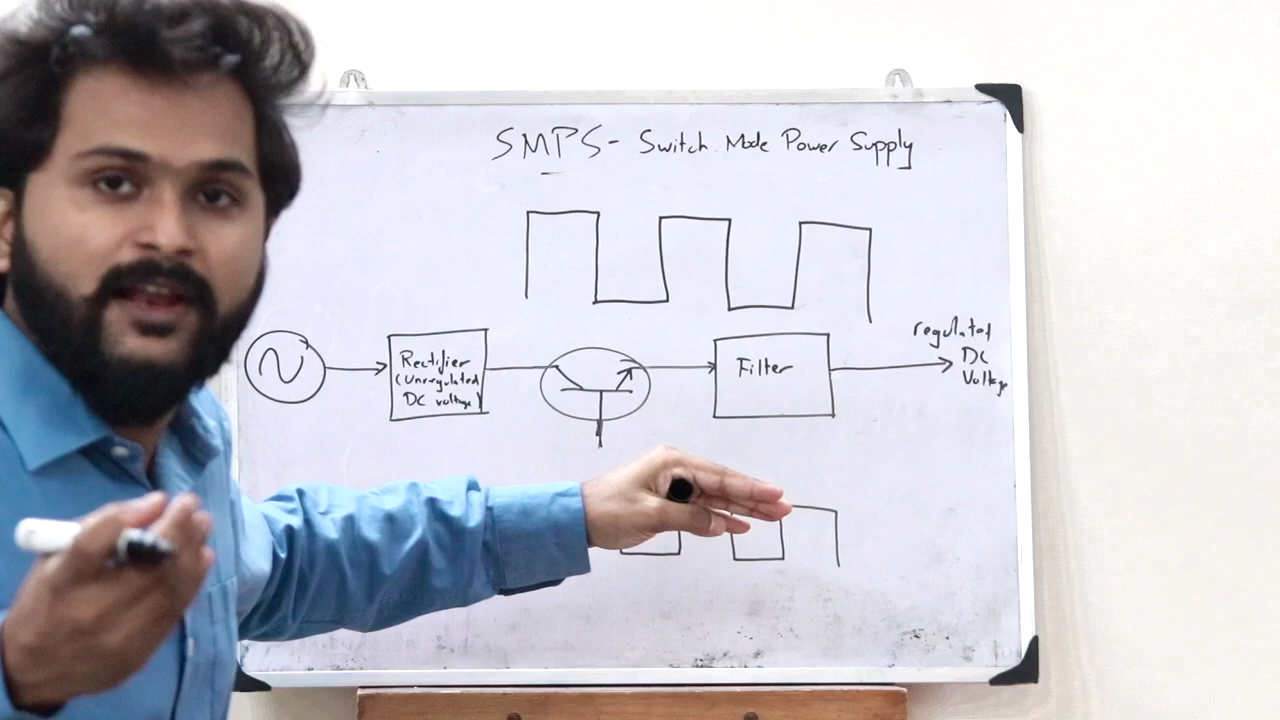 SMPS- Switch Mode Power Supply
Rectifier
(Unregulated
DC voltage)
Filter
regulated
DC
Voltage